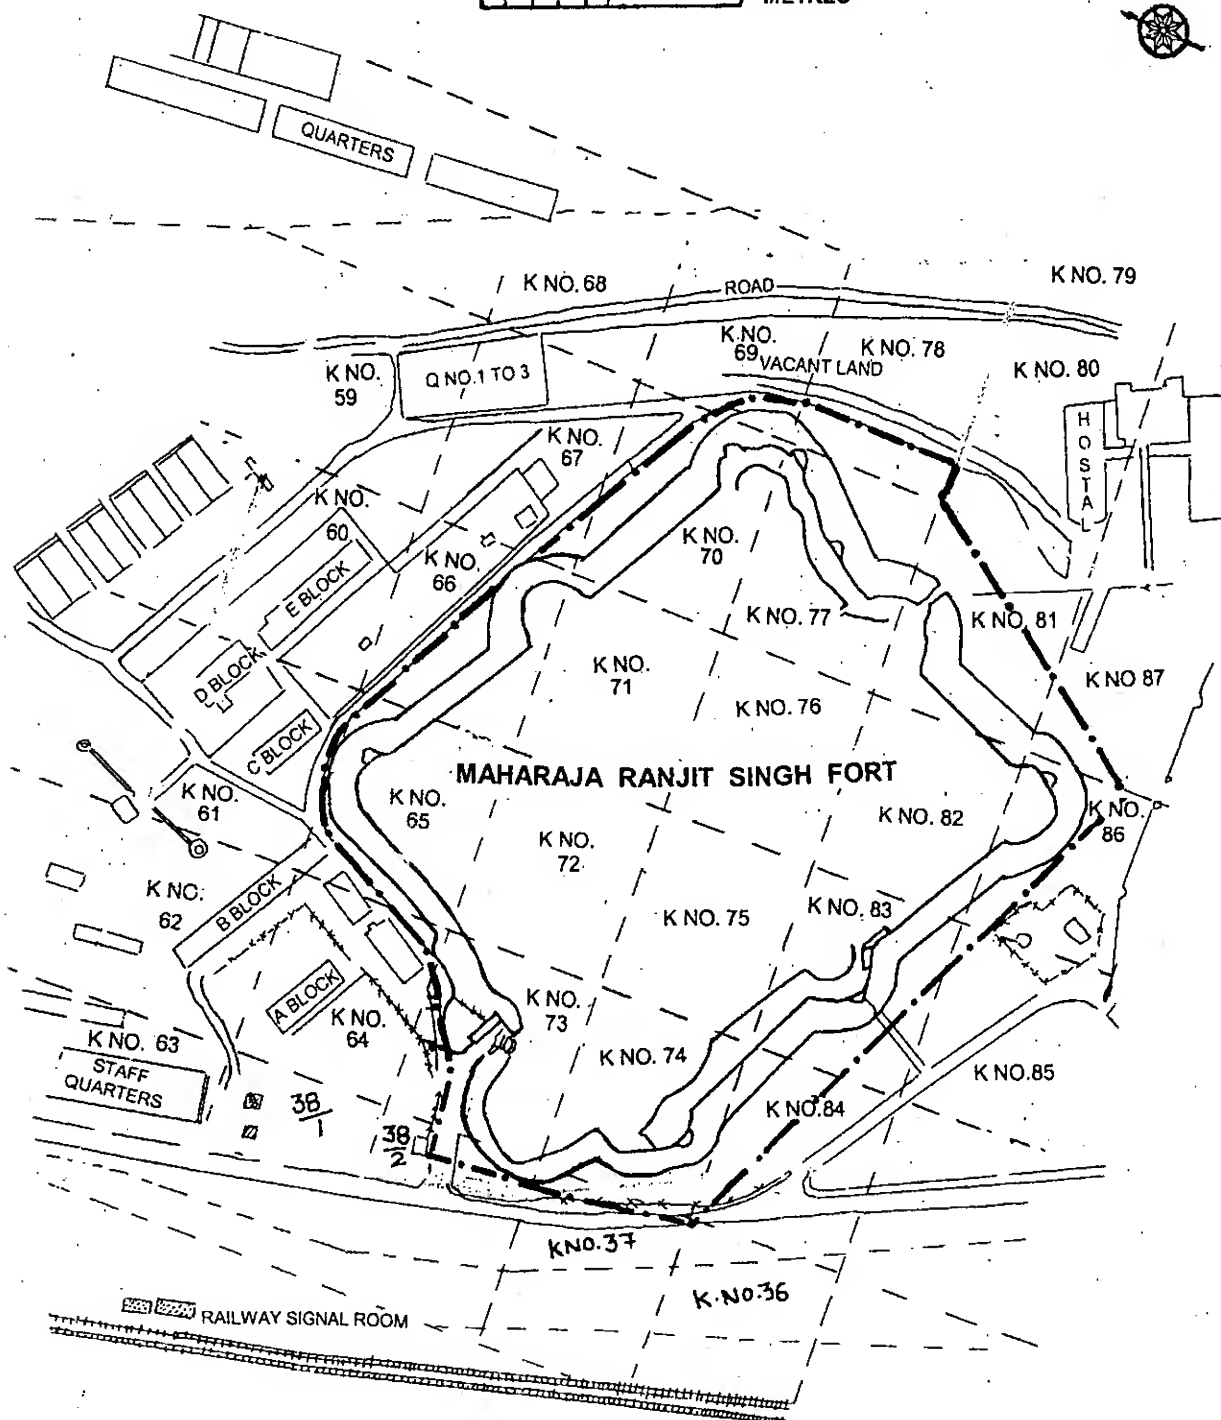 METRES
QUARTERS
K NO. 68
ROAD
K NO. 79
K NO.
69
K NO. 78
VACANT LAND
K NO. 80
K NO.
59
Q NO.1 TO 3
HOSTAL
K NO.
67
K NO.
60
K NO.
70
K NO.
66
E BLOCK
K NO. 77
K NO. 81
D BLOCK
K NO.
71
K NO 87
K NO. 76
C BLOCK
MAHARAJA RANJIT SINGH FORT
K NO.
61
K NO.
65
K NO. 82
K NO.
86
K NO.
72
K NO.
62
B BLOCK
K NO. 75
K NO. 83
A BLOCK
K NO.
64
K NO.
73
K NO. 63
STAFF
QUARTERS
K NO. 74
K NO.85
38/1
K NO.84
38/2
KNO.37
K.NO.36
RAILWAY SIGNAL ROOM